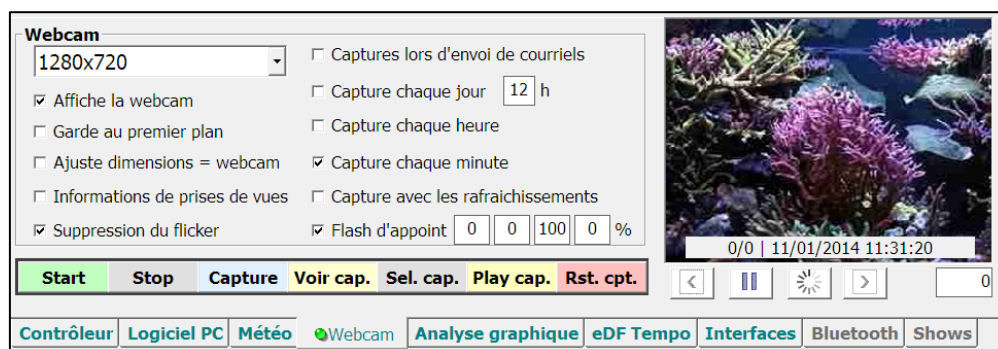 Webcam
1280x720
Affiche la webcam
Garde au premier plan
Ajuste dimensions = webcam
Informations de prises de vues
Suppression du flicker
Captures lors d'envoi de courriels
Capture chaque jour 12 h
Capture chaque heure
Capture chaque minute
Capture avec les rafraichissements
Flash d'appoint 0 0 100 0 %
0/0 | 11/01/2014 11:31:20
Start Stop Capture Voir cap. Sel. cap. Play cap. Rst. cpt.
0
Contrôleur Logiciel PC Météo Webcam Analyse graphique eDF Tempo Interfaces Bluetooth Shows